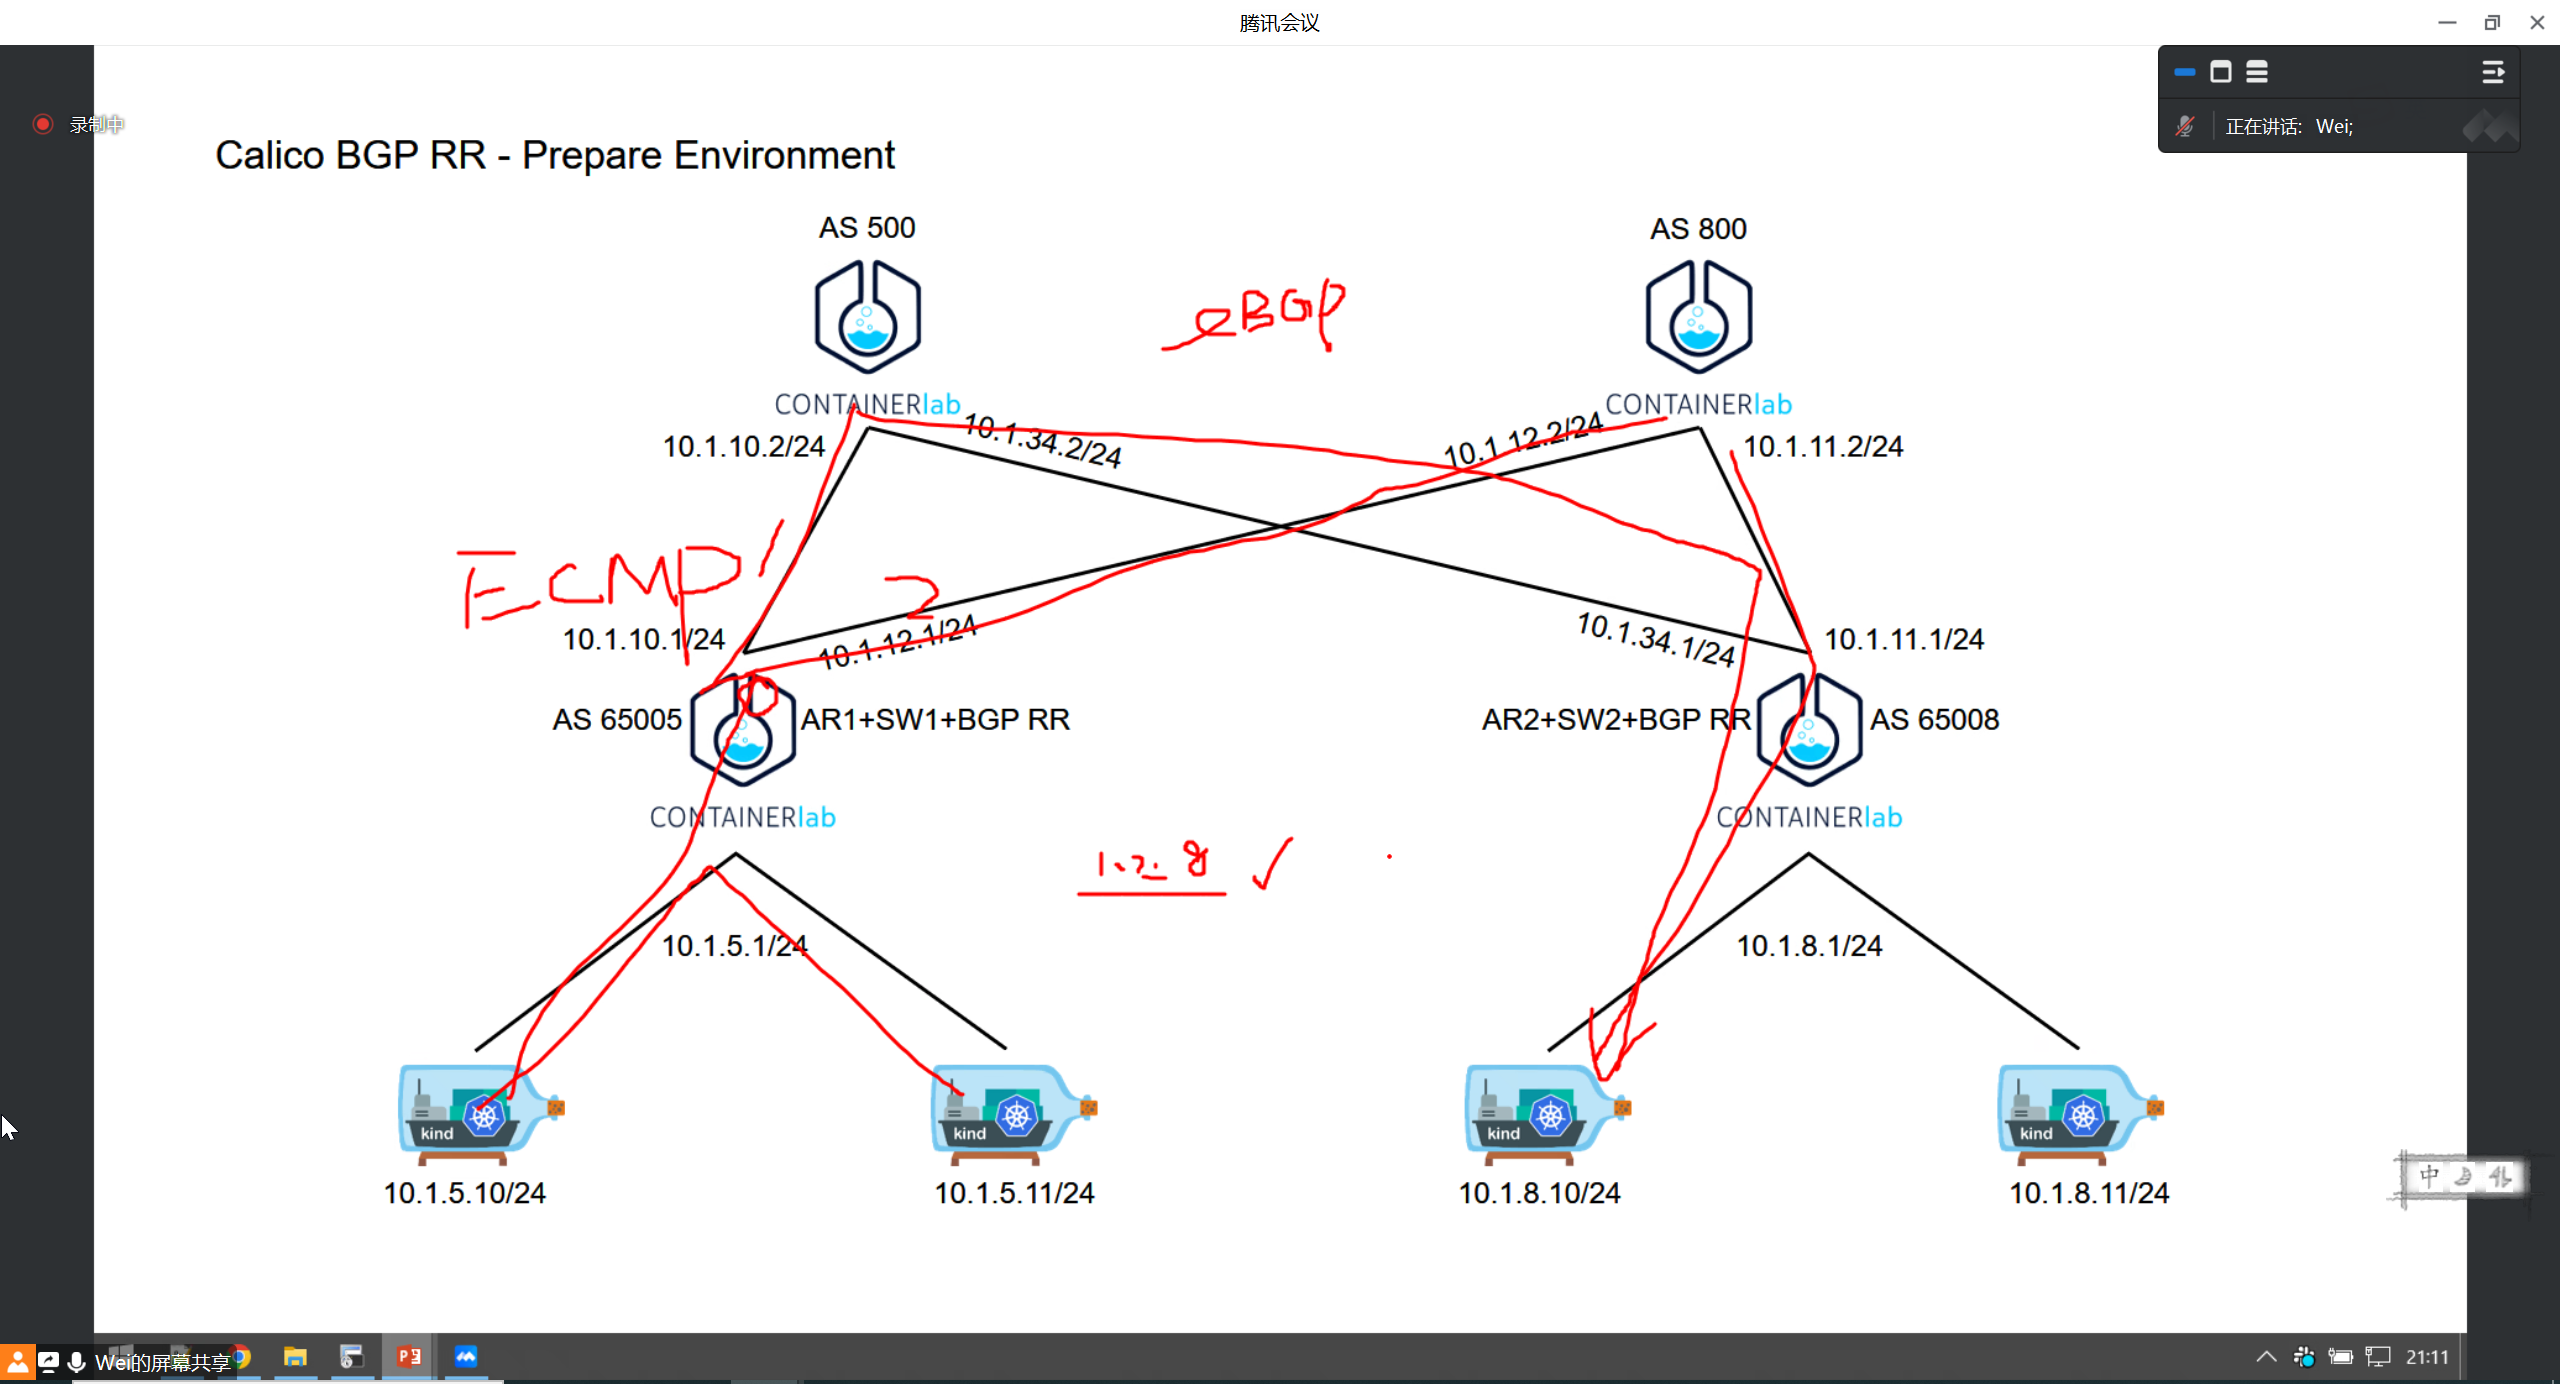 腾讯会议
录制中
正在讲话: Wei;
Calico BGP RR - Prepare Environment
AS 500
AS 800
eBGP
CONTAINERlab
CONTAINERlab
10.1.10.2/24
10.1.34.2/24
10.1.12.2/24
10.1.11.2/24
ECMP
1
2
10.1.10.1/24
10.1.12.1/24
10.1.34.1/24
10.1.11.1/24
AS 65005
AR1+SW1+BGP RR
AR2+SW2+BGP RR
AS 65008
CONTAINERlab
CONTAINERlab
1.2. 8
10.1.5.1/24
10.1.8.1/24
kind
kind
kind
kind
10.1.5.10/24
10.1.5.11/24
10.1.8.10/24
10.1.8.11/24
中
Wei的屏幕共享
21:11